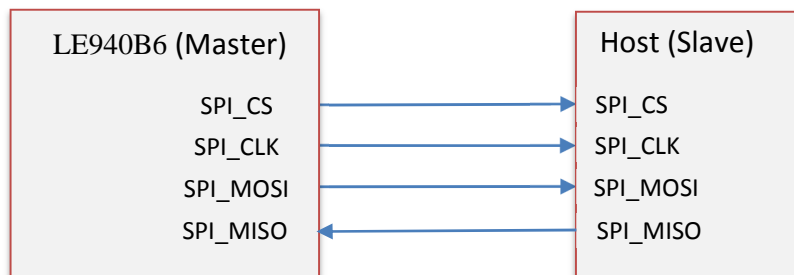 LE940B6 (Master)
SPI_CS
SPI_CLK
SPI_MOSI
SPI_MISO
Host (Slave)
SPI_CS
SPI_CLK
SPI_MOSI
SPI_MISO